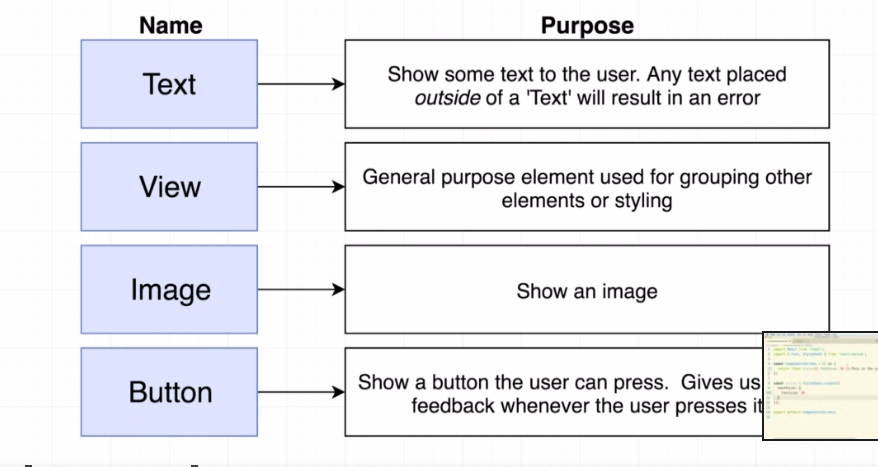 Name
Purpose
Text
Show some text to the user. Any text placed
outside of a 'Text' will result in an error
View
General purpose element used for grouping other
elements or styling
Image
Show an image
Button
Show a button the user can press. Gives us
feedback whenever the user presses it